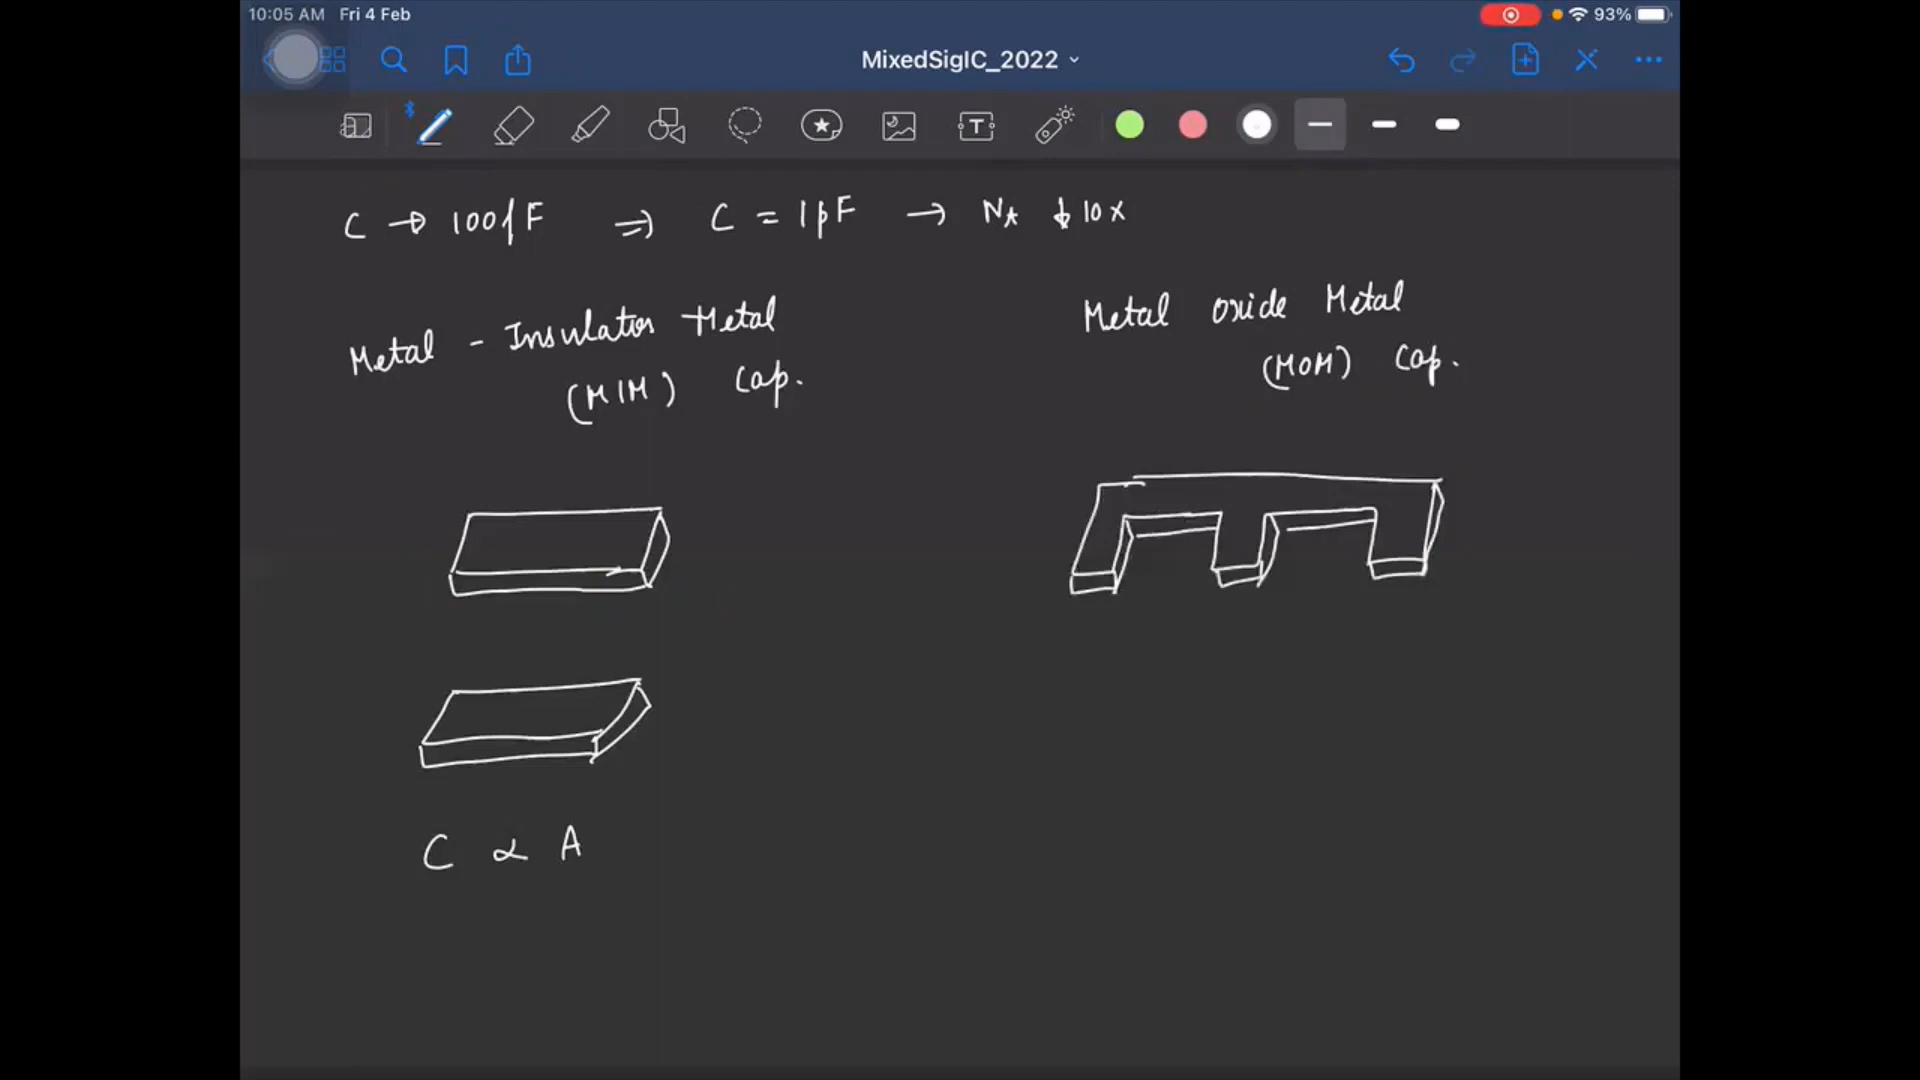 10:05 AM Fri 4 Feb
93%
MixedSigIC_2022
T
C → 100fF ⇒ C = 1pF → NA ↓ 10x
Metal - Insulator Metal
(MIM) Cap.
Metal oxide Metal
(MOM) Cap.
C ∝ A